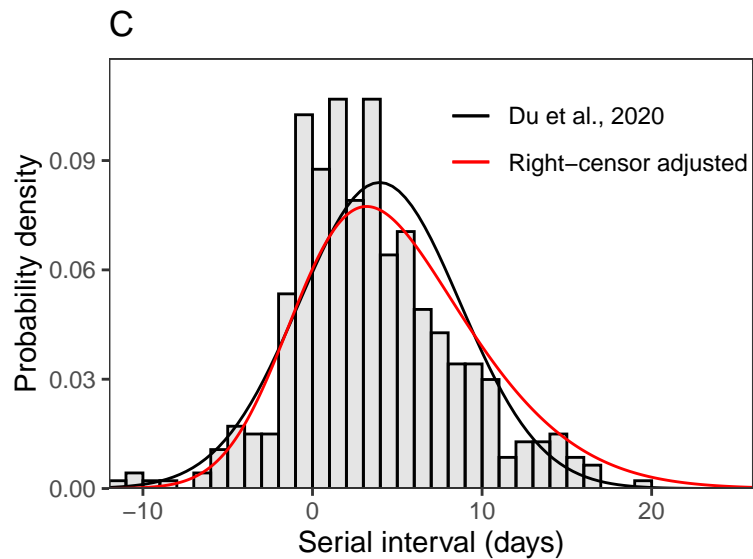 C
Du et al., 2020
Right−censor adjusted
Probability density
0.09
0.06
0.03
0.00
−10 0 10 20
Serial interval (days)